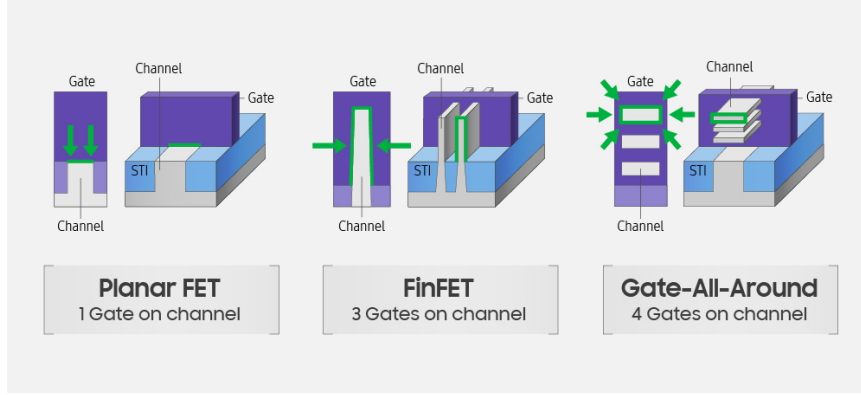 Gate
Channel
Gate
STI
Channel
Planar FET
1 Gate on channel
Gate
Channel
Gate
STI
Channel
FinFET
3 Gates on channel
Gate
Channel
Gate
STI
Channel
Gate-All-Around
4 Gates on channel